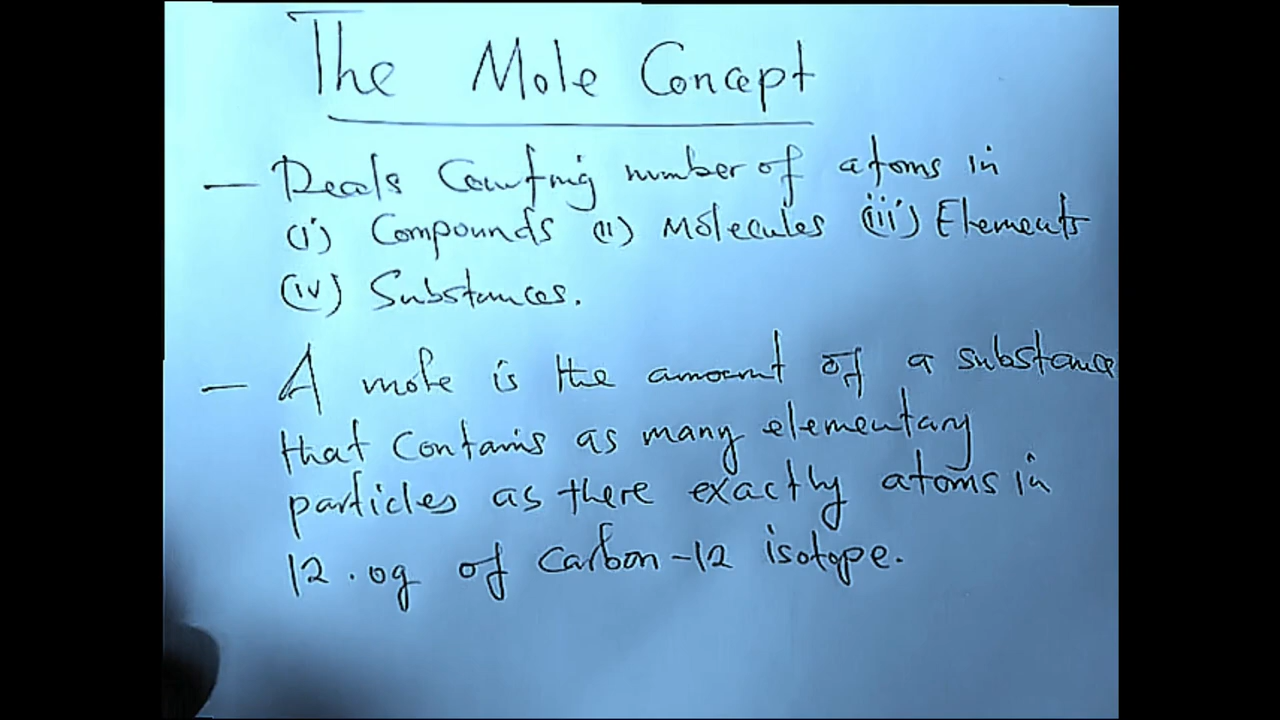 The Mole Concept
— Deals Counting number of atoms in
(i) Compounds (ii) Molecules (iii) Elements
(iv) Substances.
— A mole is the amount of a substance
that contains as many elementary
particles as there exactly atoms in
12.0g of carbon-12 isotope.